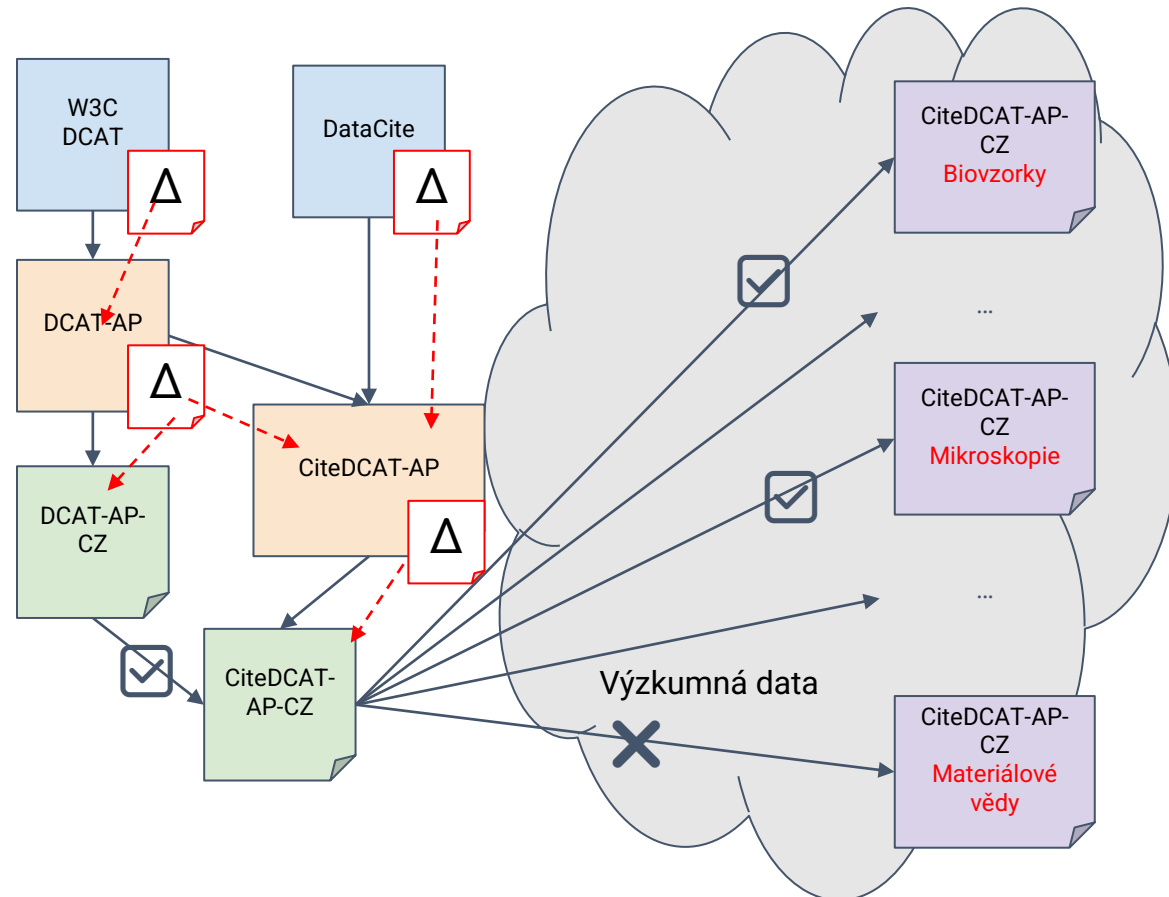 W3C
DCAT
Δ
DataCite
Δ
DCAT-AP
Δ
CiteDCAT-AP
Δ
DCAT-AP-
CZ
CiteDCAT-
AP-CZ
Výzkumná data
CiteDCAT-AP-
CZ
Biovzorky
...
CiteDCAT-AP-
CZ
Mikroskopie
...
CiteDCAT-AP-
CZ
Materiálové
vědy